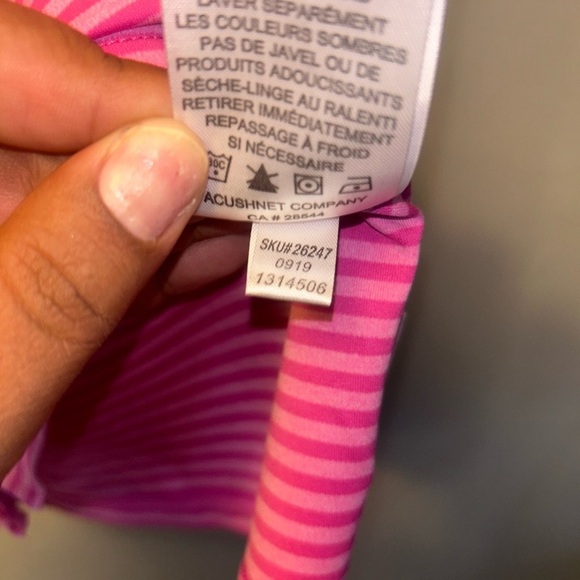 LAVER SÉPARÉMENT
LES COULEURS SOMBRES
PAS DE JAVEL OU DE
PRODUITS ADOUCISSANTS
SÈCHE-LINGE AU RALENTI
RETIRER IMMÉDIATEMENT
REPASSAGE À FROID
SI NÉCESSAIRE
30C
ACUSHNET COMPANY
CA # 28544
SKU#26247
0919
1314506